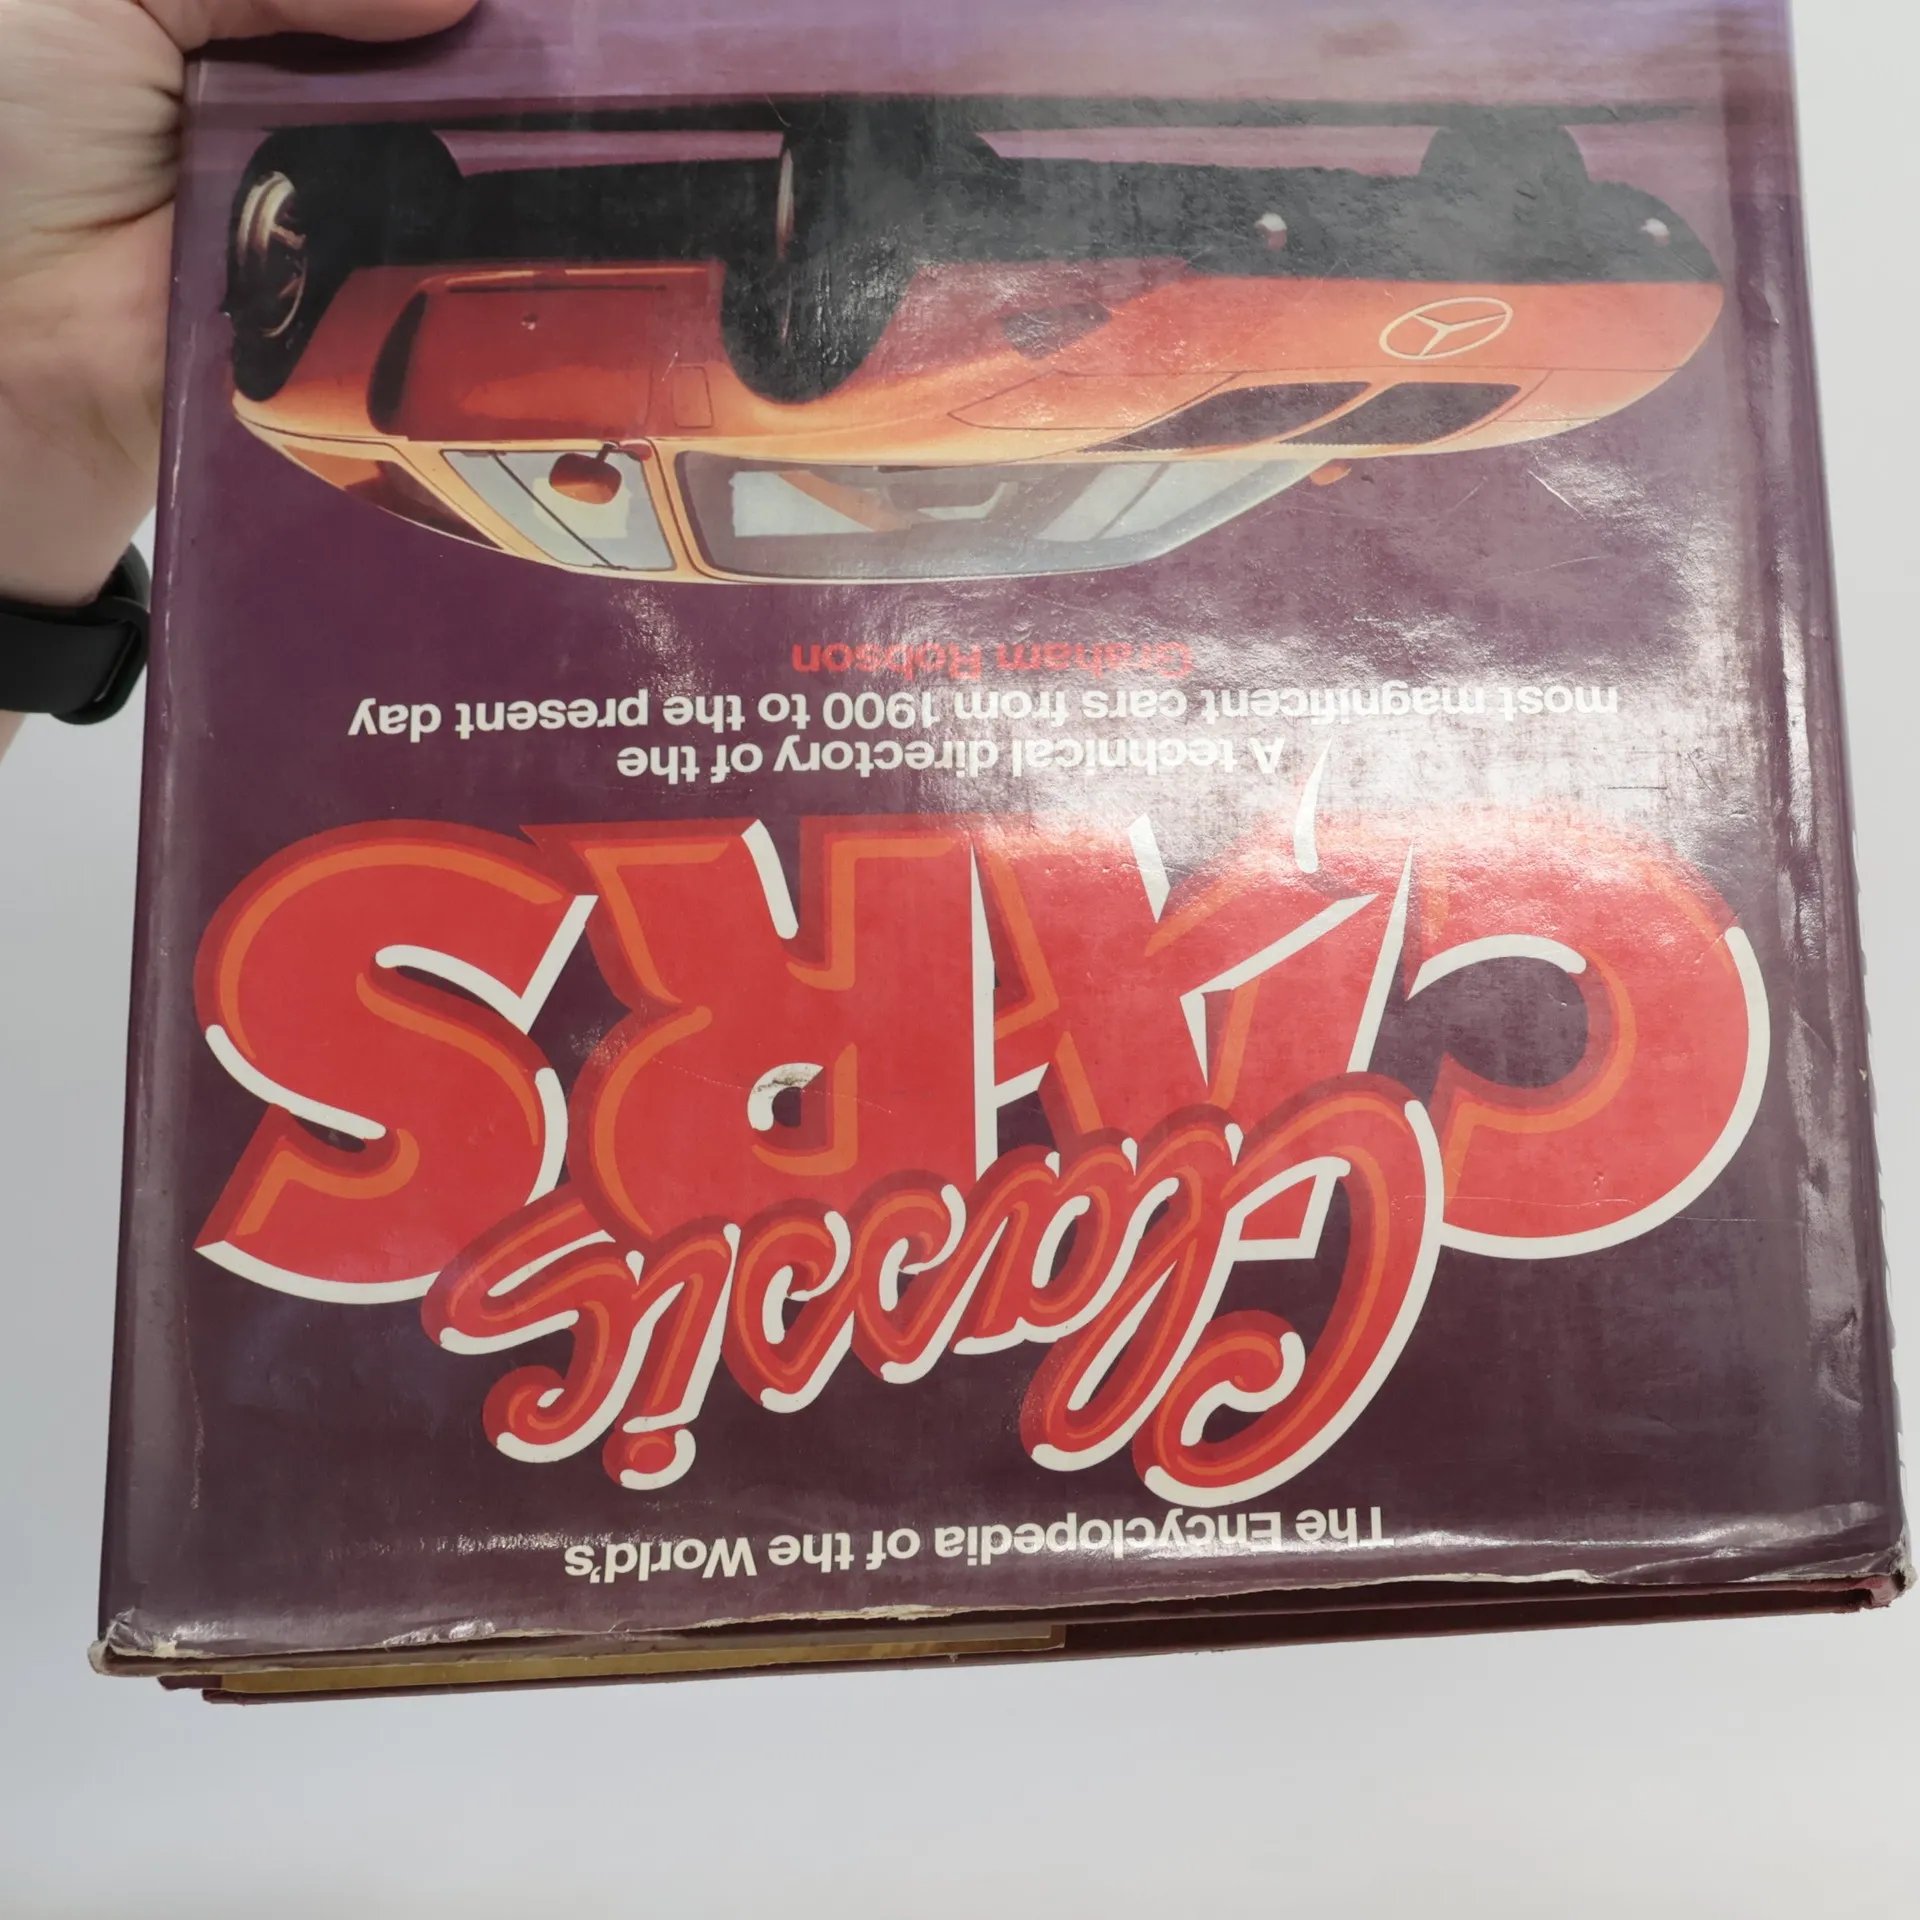 The Encyclopedia of the World's
Classic
CARS
A technical directory of the
most magnificent cars from 1900 to the present day
Graham Robson